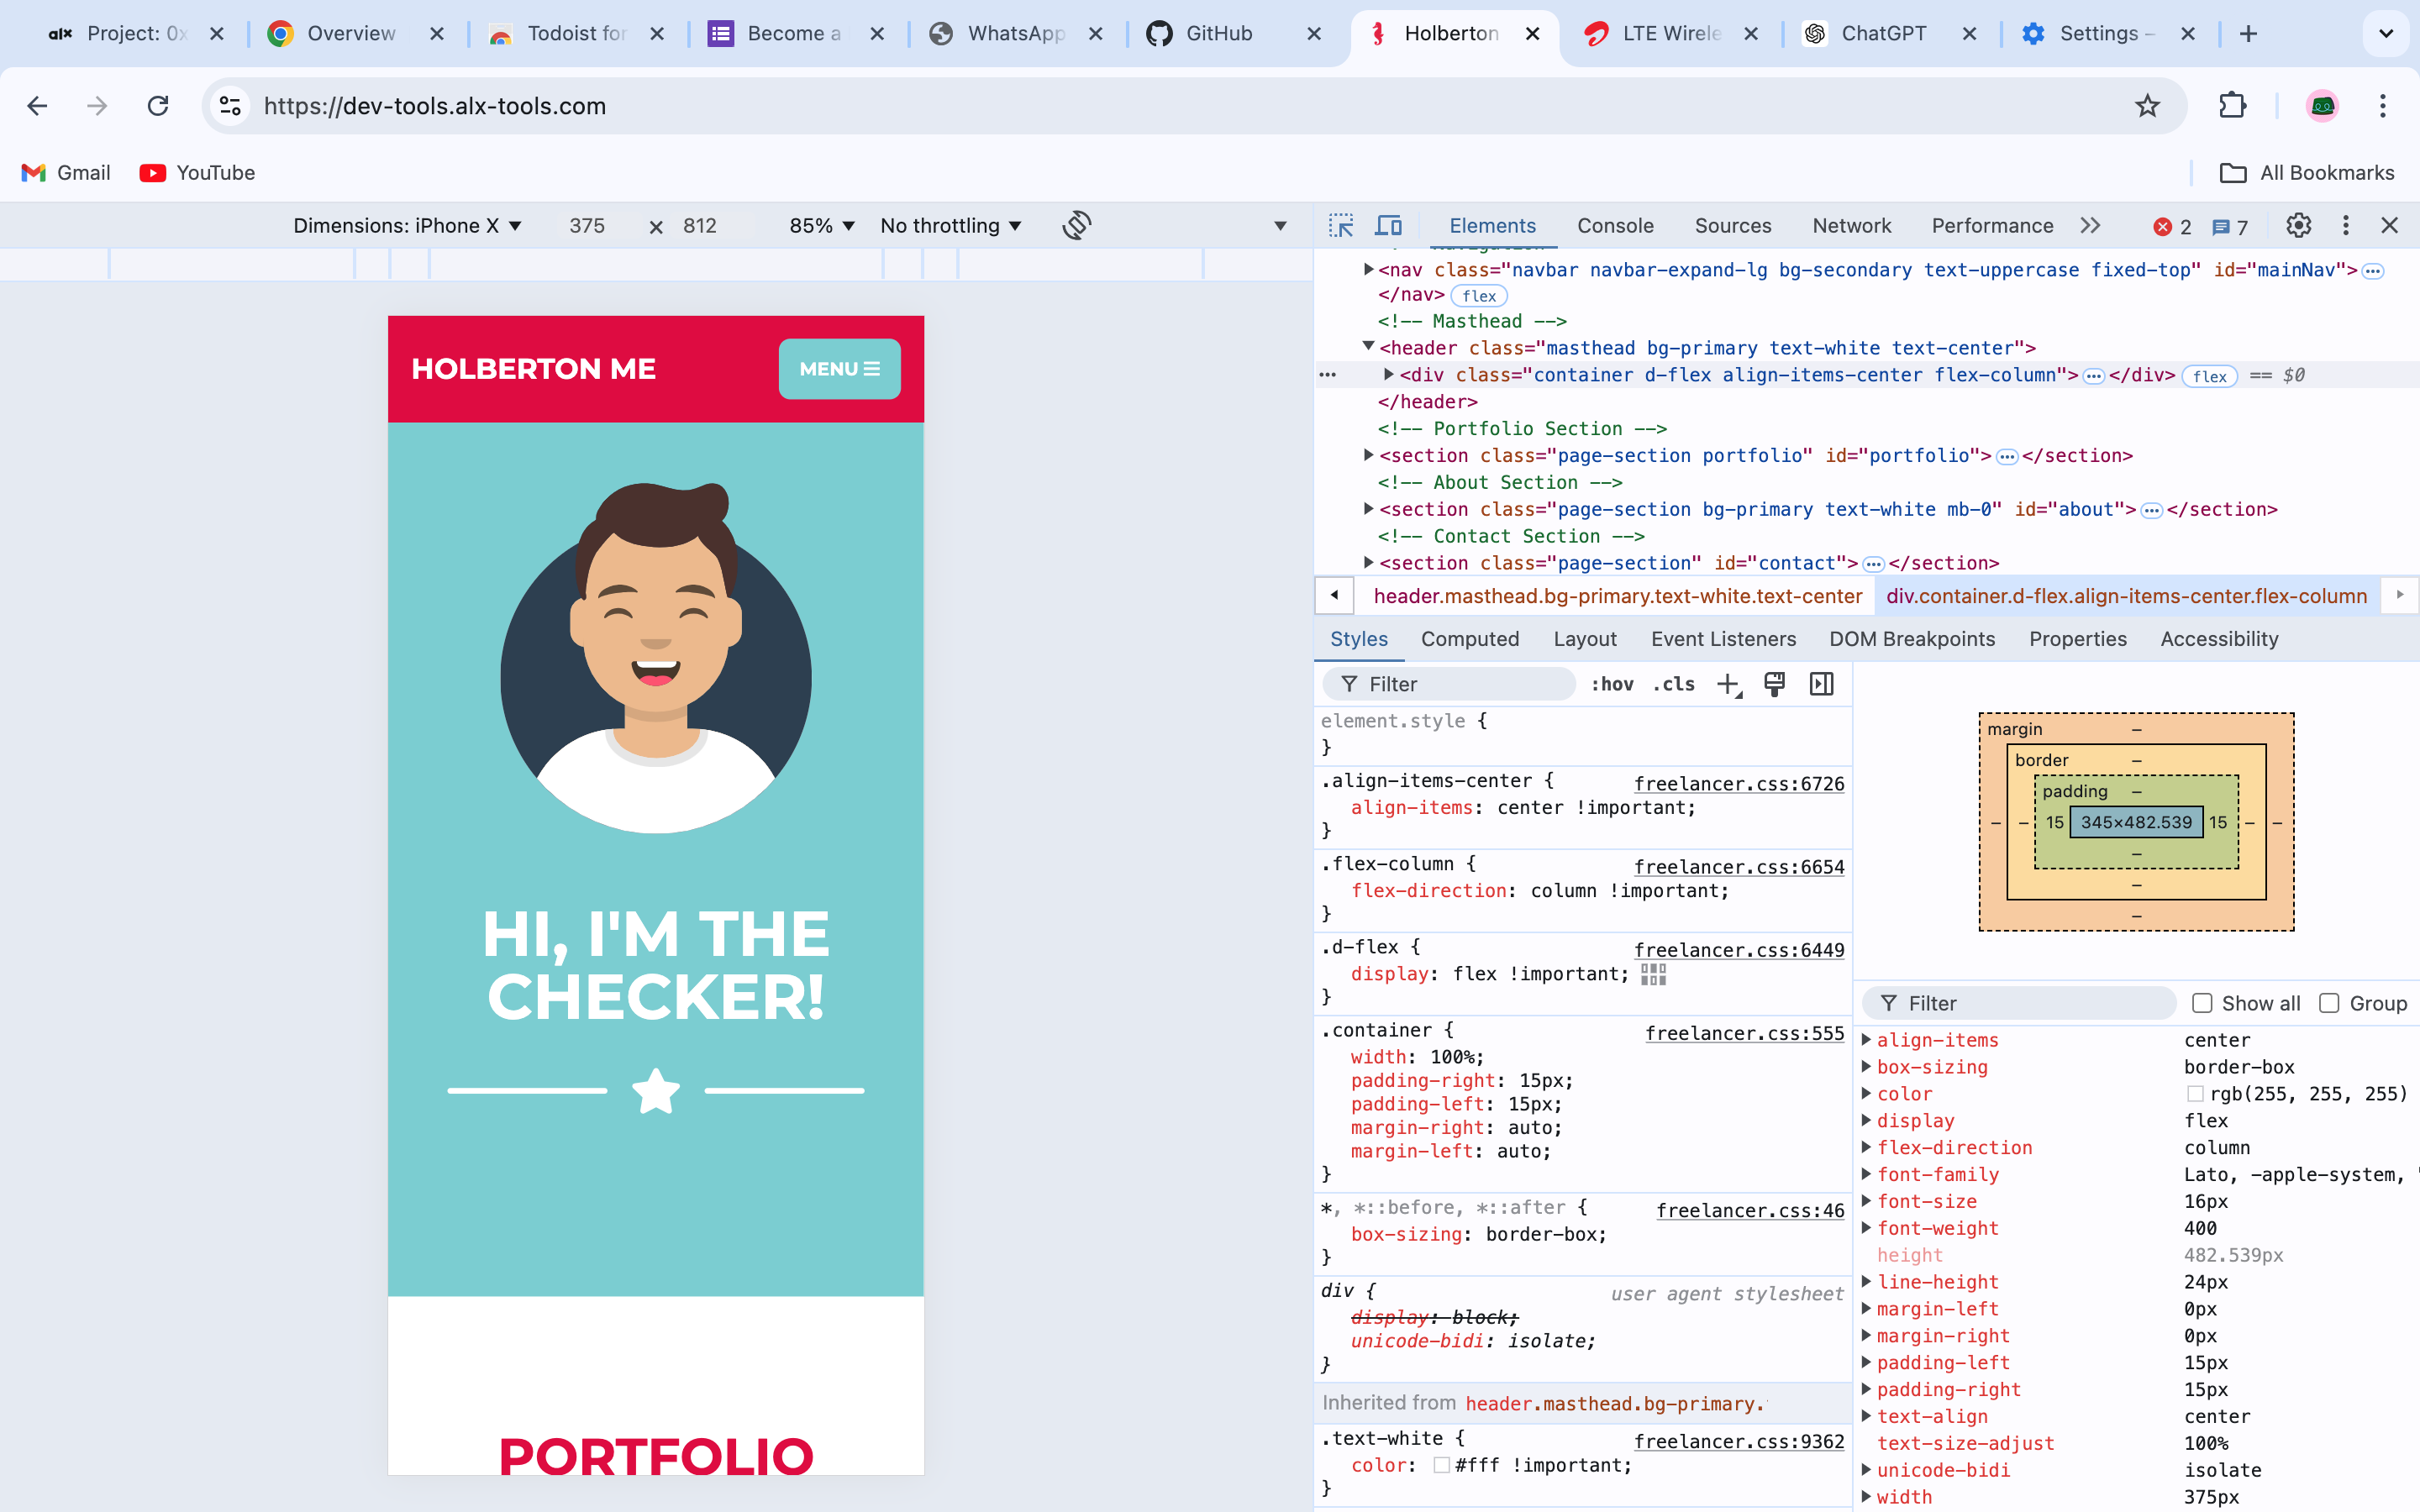 alx Project: 0x
Overview
Todoist for
Become a
WhatsApp
GitHub
Holberton
LTE Wirele
ChatGPT
Settings –
https://dev-tools.alx-tools.com
Gmail
YouTube
All Bookmarks
Dimensions: iPhone X 375 × 812 85% No throttling
HOLBERTON ME
MENU
HI, I'M THE
CHECKER!
PORTFOLIO
Elements Console Sources Network Performance 2 7
<nav class="navbar navbar-expand-lg bg-secondary text-uppercase fixed-top" id="mainNav">
</nav> flex
<!-- Masthead -->
<header class="masthead bg-primary text-white text-center">
<div class="container d-flex align-items-center flex-column"> </div> flex == $0
</header>
<!-- Portfolio Section -->
<section class="page-section portfolio" id="portfolio"> </section>
<!-- About Section -->
<section class="page-section bg-primary text-white mb-0" id="about"> </section>
<!-- Contact Section -->
<section class="page-section" id="contact"> </section>
header.masthead.bg-primary.text-white.text-center div.container.d-flex.align-items-center.flex-column
Styles Computed Layout Event Listeners DOM Breakpoints Properties Accessibility
Filter :hov .cls
element.style {
}
.align-items-center { freelancer.css:6726
align-items: center !important;
}
.flex-column { freelancer.css:6654
flex-direction: column !important;
}
.d-flex { freelancer.css:6449
display: flex !important;
}
.container { freelancer.css:555
width: 100%;
padding-right: 15px;
padding-left: 15px;
margin-right: auto;
margin-left: auto;
}
*, *::before, *::after { freelancer.css:46
box-sizing: border-box;
}
div { user agent stylesheet
display: block;
unicode-bidi: isolate;
}
Inherited from header.masthead.bg-primary.
.text-white { freelancer.css:9362
color: #fff !important;
}
margin –
border –
padding –
– – 15 345×482.539 15 – –
–
–
–
Filter Show all Group
align-items center
box-sizing border-box
color rgb(255, 255, 255)
display flex
flex-direction column
font-family Lato, -apple-system, "
font-size 16px
font-weight 400
height 482.539px
line-height 24px
margin-left 0px
margin-right 0px
padding-left 15px
padding-right 15px
text-align center
text-size-adjust 100%
unicode-bidi isolate
width 375px